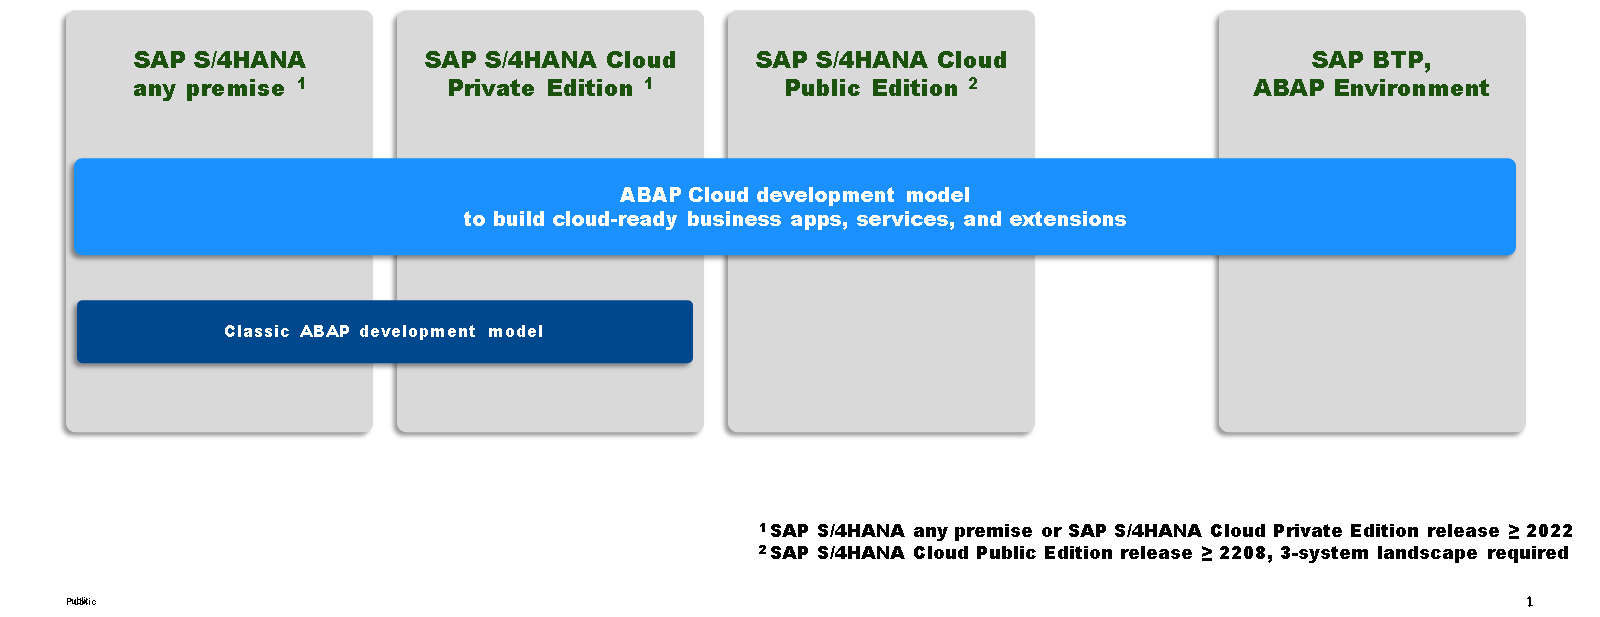 SAP S/4HANA
any premise 1
SAP S/4HANA Cloud
Private Edition 1
SAP S/4HANA Cloud
Public Edition 2
SAP BTP,
ABAP Environment
ABAP Cloud development model
to build cloud-ready business apps, services, and extensions
Classic ABAP development model
1 SAP S/4HANA any premise or SAP S/4HANA Cloud Private Edition release ≥ 2022
2 SAP S/4HANA Cloud Public Edition release ≥ 2208, 3-system landscape required
1